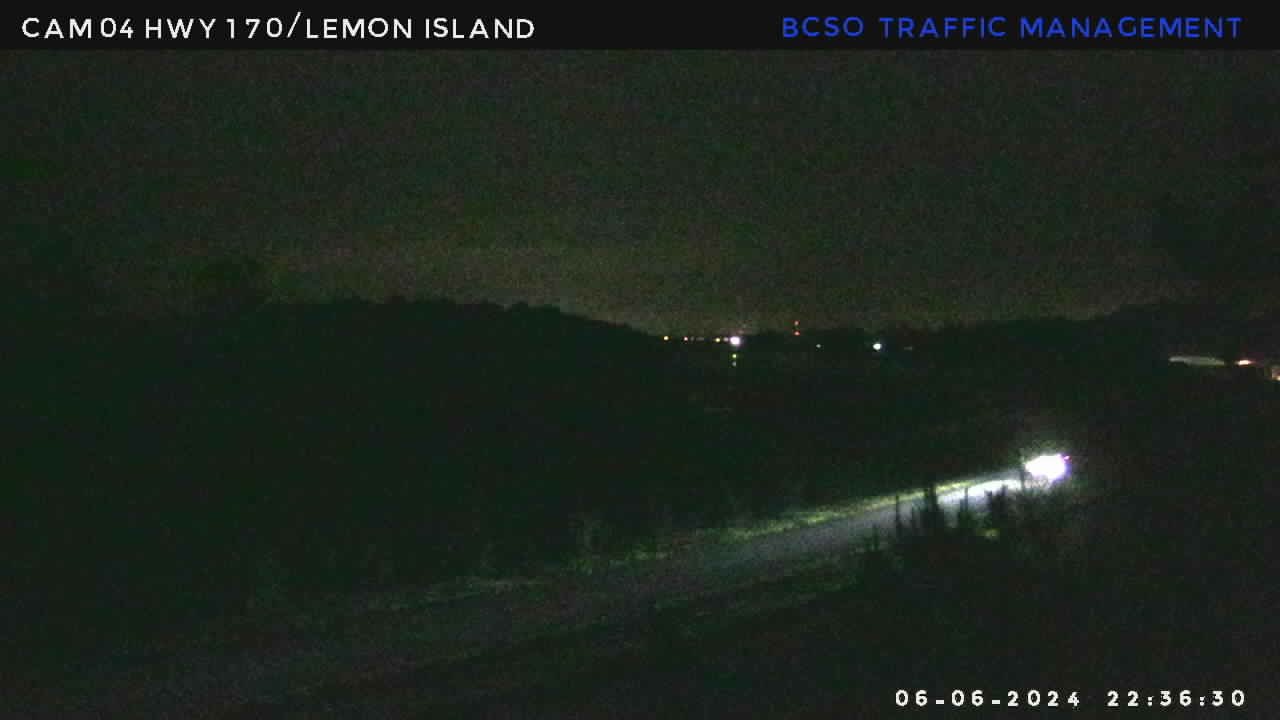 CAM04 HWY 170/LEMON ISLAND
BCSO TRAFFIC MANAGEMENT
06-06-2024 22:36:30